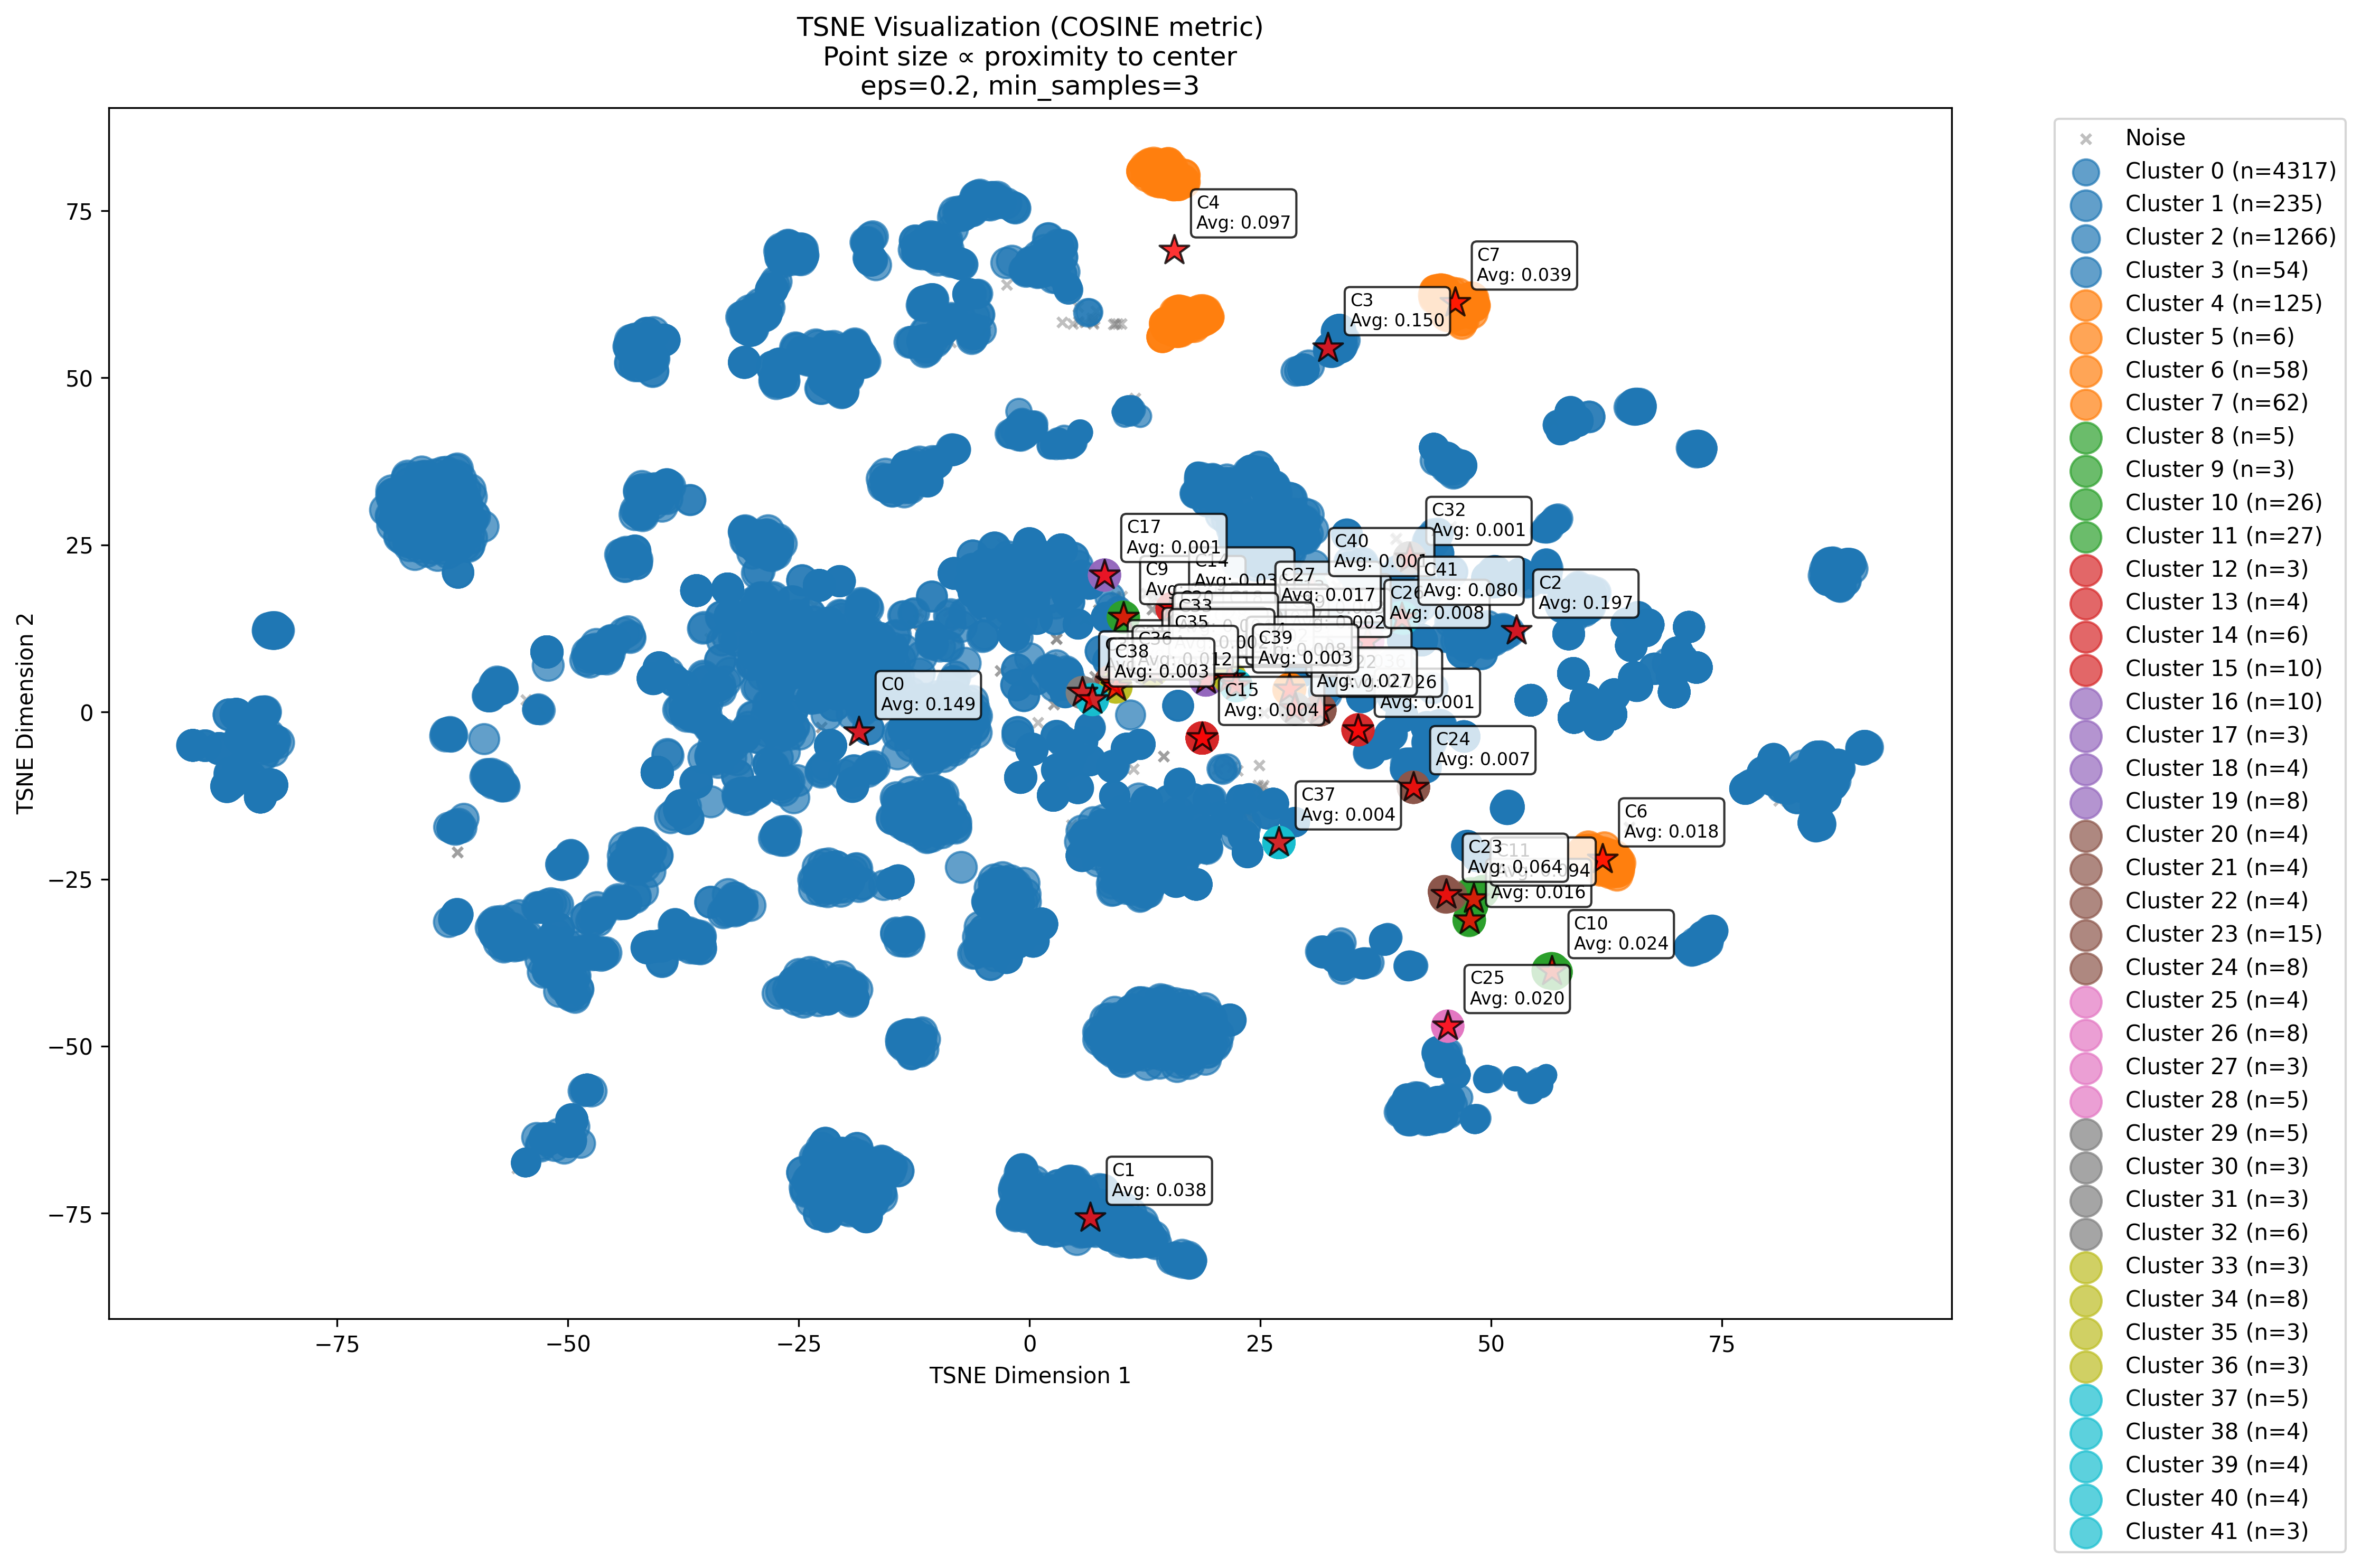 TSNE Visualization (COSINE metric)
Point size ∝ proximity to center
eps=0.2, min_samples=3
TSNE Dimension 2
75
50
25
0
−25
−50
−75
−75
−50
−25
0
25
50
75
TSNE Dimension 1
C4
Avg: 0.097
C7
Avg: 0.039
C3
Avg: 0.150
C32
Avg: 0.001
C17
Avg: 0.001
C40
Avg: 0.001
C9
C14
C27
Avg: 0.017
C41
Avg: 0.080
C2
Avg: 0.197
C26
Avg: 0.008
C33
C35
C36
C39
Avg: 0.003
C38
Avg: 0.003
C0
Avg: 0.149
C15
Avg: 0.004
C24
Avg: 0.007
C37
Avg: 0.004
C6
Avg: 0.018
C23
Avg: 0.064
C11
Avg: 0.016
C10
Avg: 0.024
C25
Avg: 0.020
C1
Avg: 0.038
Noise
Cluster 0 (n=4317)
Cluster 1 (n=235)
Cluster 2 (n=1266)
Cluster 3 (n=54)
Cluster 4 (n=125)
Cluster 5 (n=6)
Cluster 6 (n=58)
Cluster 7 (n=62)
Cluster 8 (n=5)
Cluster 9 (n=3)
Cluster 10 (n=26)
Cluster 11 (n=27)
Cluster 12 (n=3)
Cluster 13 (n=4)
Cluster 14 (n=6)
Cluster 15 (n=10)
Cluster 16 (n=10)
Cluster 17 (n=3)
Cluster 18 (n=4)
Cluster 19 (n=8)
Cluster 20 (n=4)
Cluster 21 (n=4)
Cluster 22 (n=4)
Cluster 23 (n=15)
Cluster 24 (n=8)
Cluster 25 (n=4)
Cluster 26 (n=8)
Cluster 27 (n=3)
Cluster 28 (n=5)
Cluster 29 (n=5)
Cluster 30 (n=3)
Cluster 31 (n=3)
Cluster 32 (n=6)
Cluster 33 (n=3)
Cluster 34 (n=8)
Cluster 35 (n=3)
Cluster 36 (n=3)
Cluster 37 (n=5)
Cluster 38 (n=4)
Cluster 39 (n=4)
Cluster 40 (n=4)
Cluster 41 (n=3)